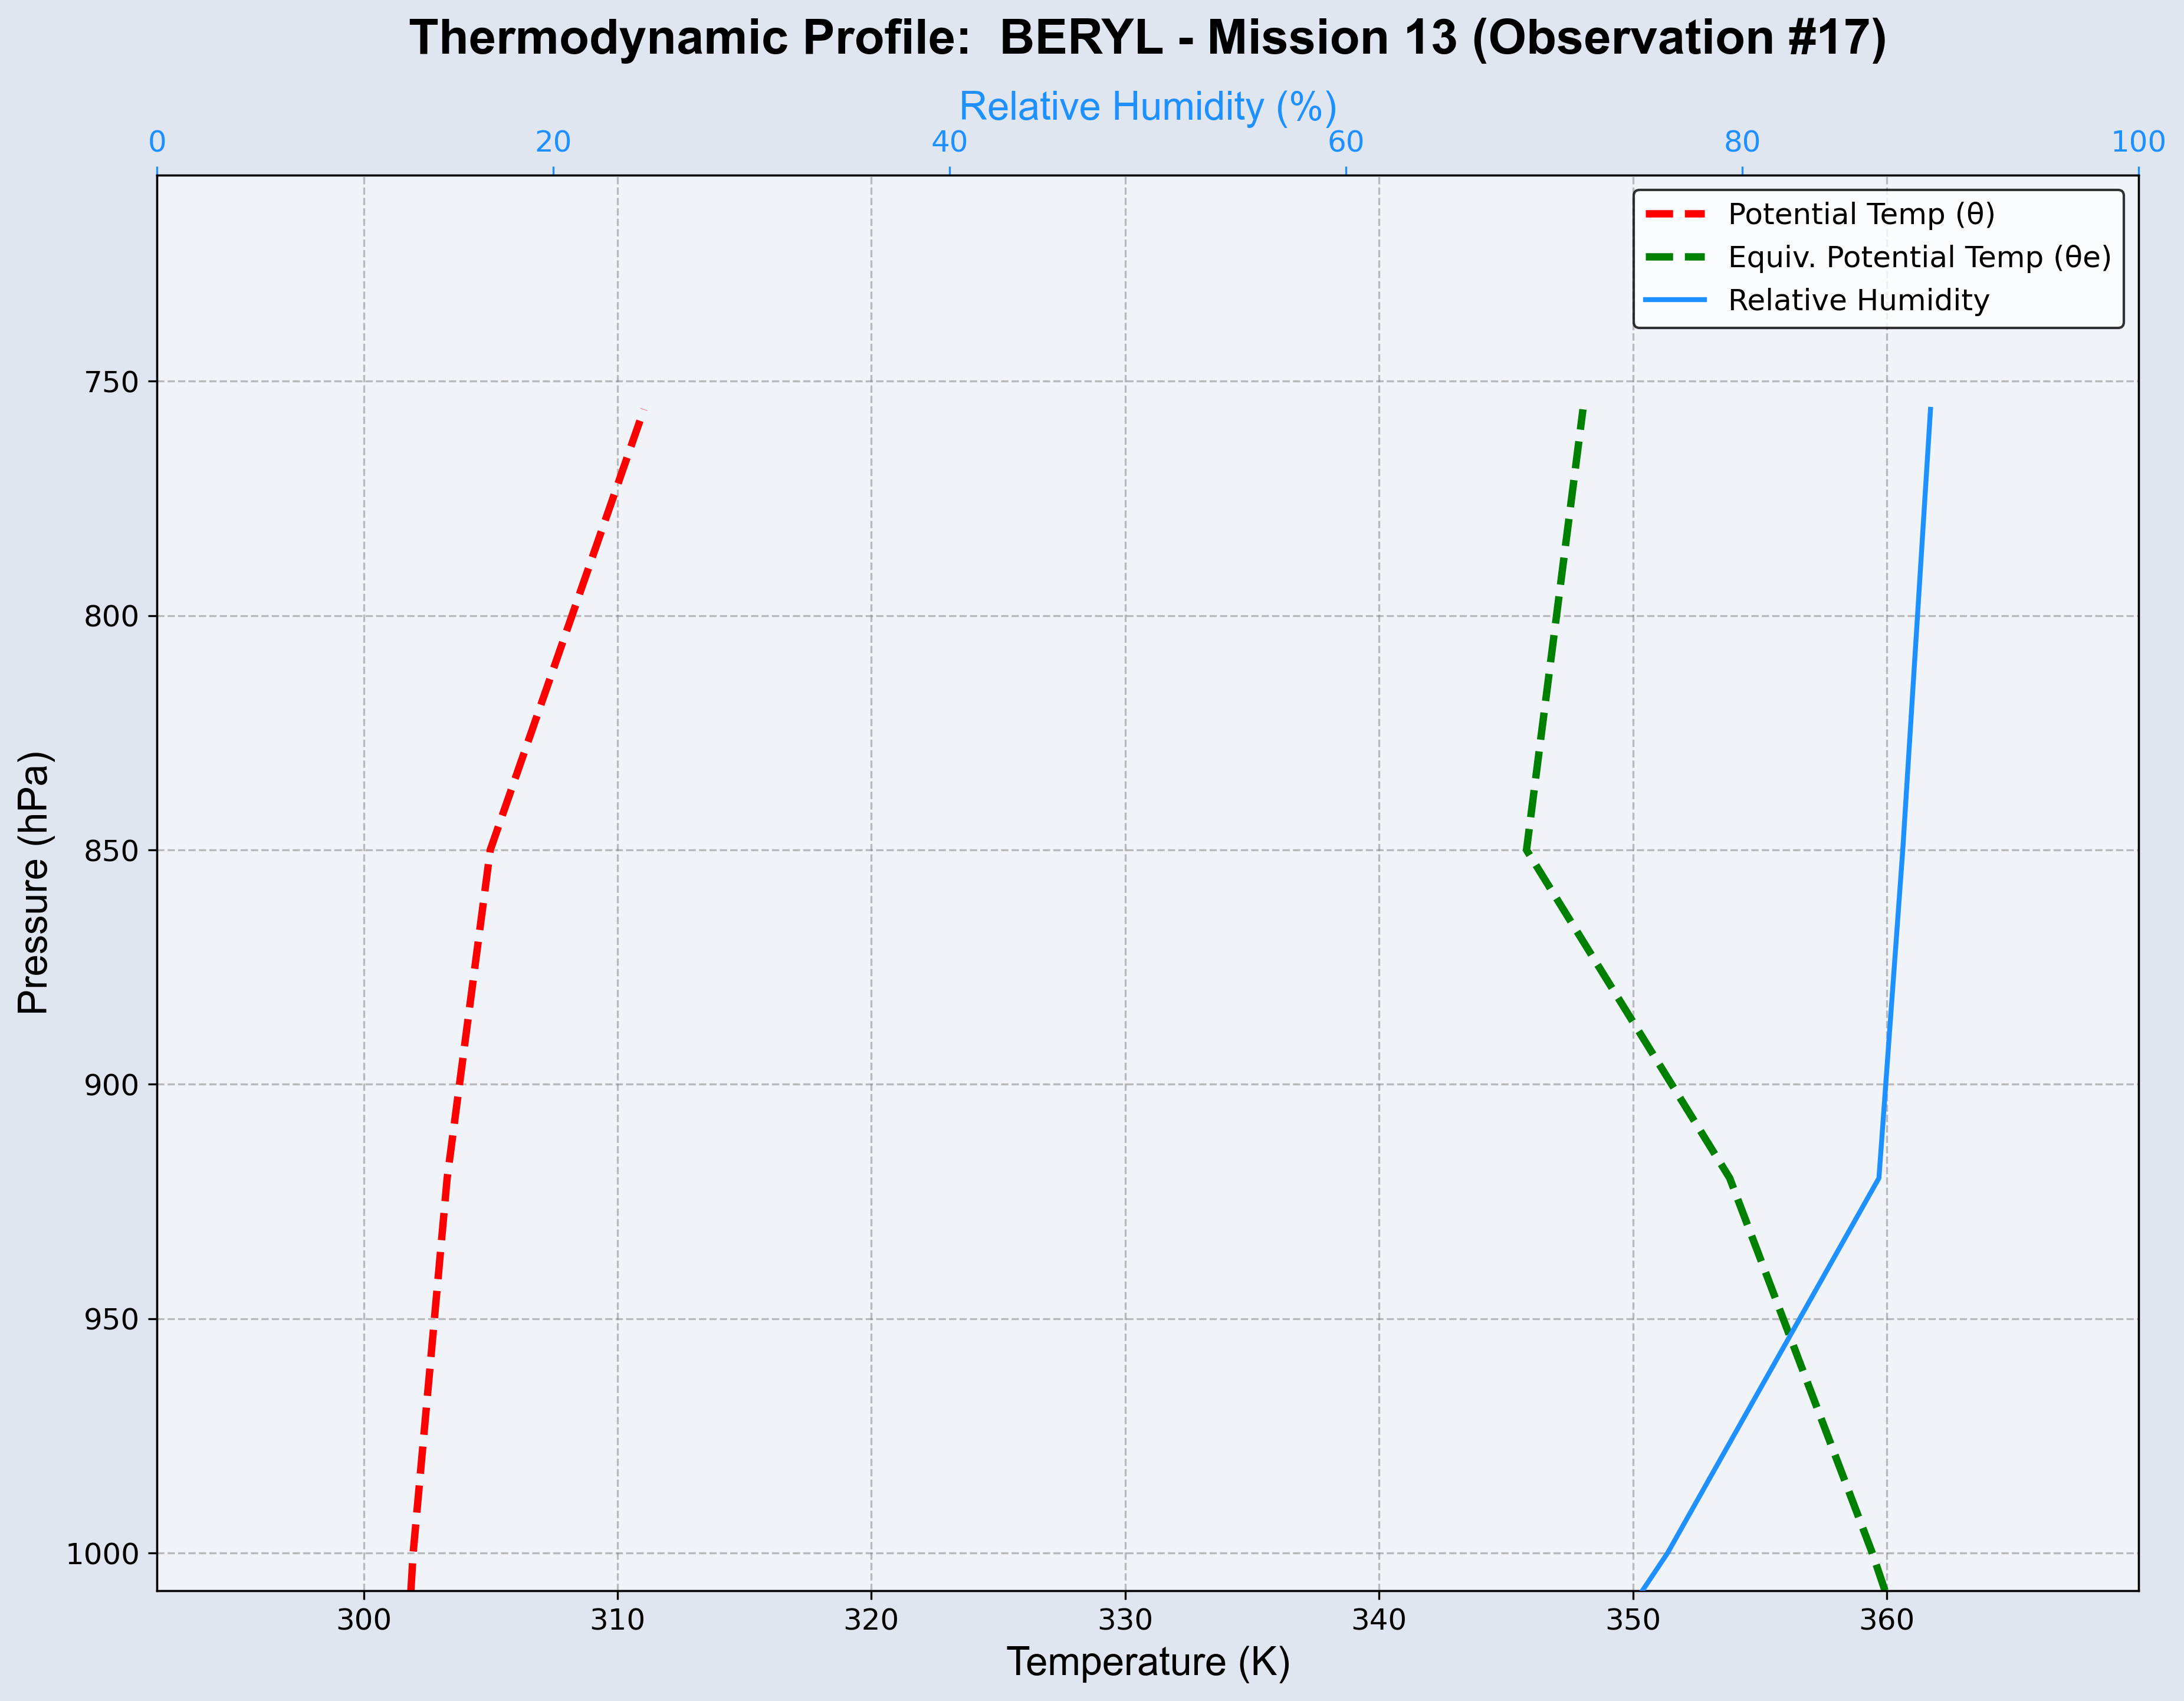 Thermodynamic Profile:  BERYL - Mission 13 (Observation #17)
Relative Humidity (%)
0 20 40 60 80 100
Potential Temp (θ)
Equiv. Potential Temp (θe)
Relative Humidity
Pressure (hPa)
750
800
850
900
950
1000
300 310 320 330 340 350 360
Temperature (K)